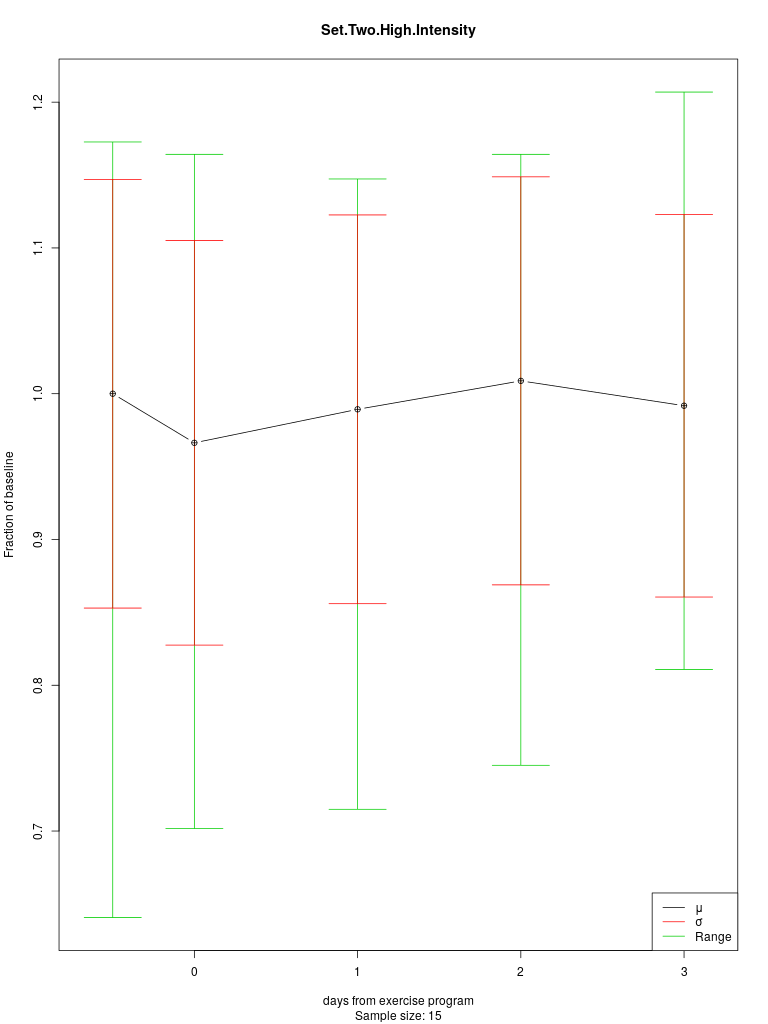 Set.Two.High.Intensity
Fraction of baseline
1.2
1.1
1.0
0.9
0.8
0.7
0 1 2 3
days from exercise program
Sample size: 15
μ
σ
Range